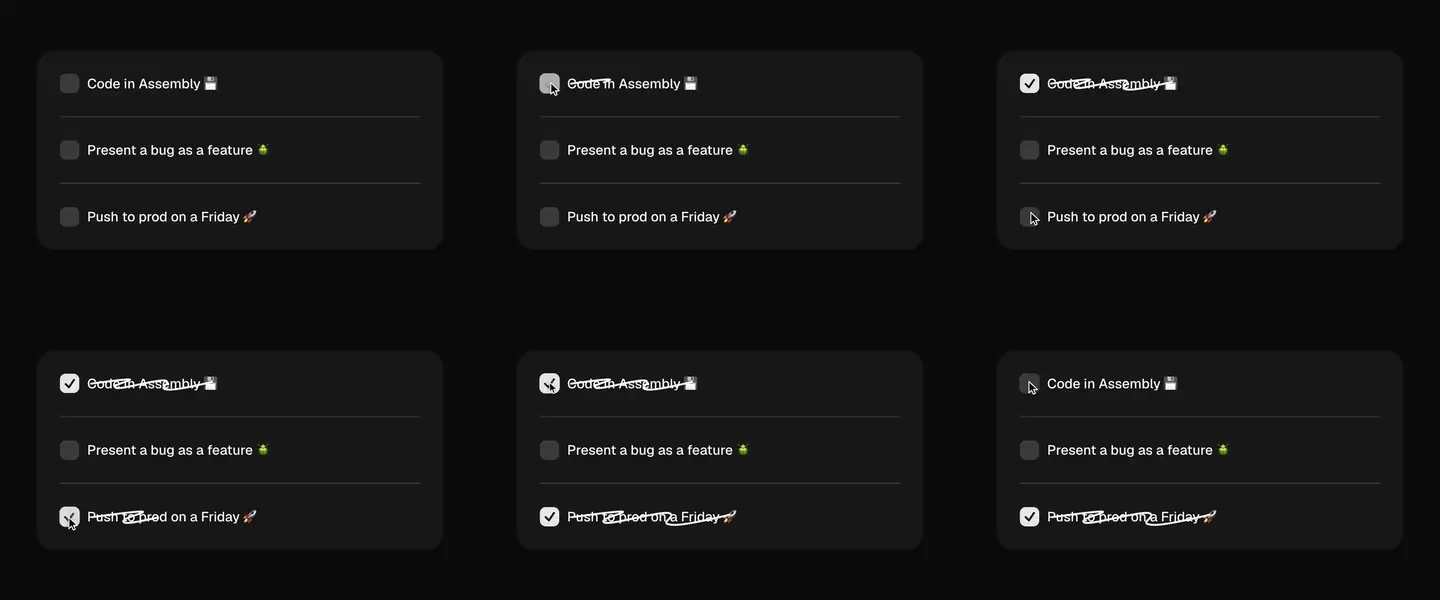 Code in Assembly 💾
Present a bug as a feature 🪲
Push to prod on a Friday 🚀
Code in Assembly 💾
Present a bug as a feature 🪲
Push to prod on a Friday 🚀
Code in Assembly 💾
Present a bug as a feature 🪲
Push to prod on a Friday 🚀
Code in Assembly 💾
Present a bug as a feature 🪲
Push to prod on a Friday 🚀
Code in Assembly 💾
Present a bug as a feature 🪲
Push to prod on a Friday 🚀
Code in Assembly 💾
Present a bug as a feature 🪲
Push to prod on a Friday 🚀